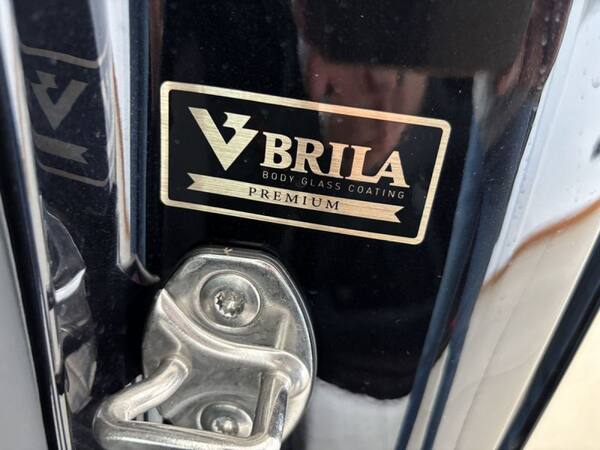 BRILA
BODY GLASS COATING
PREMIUM